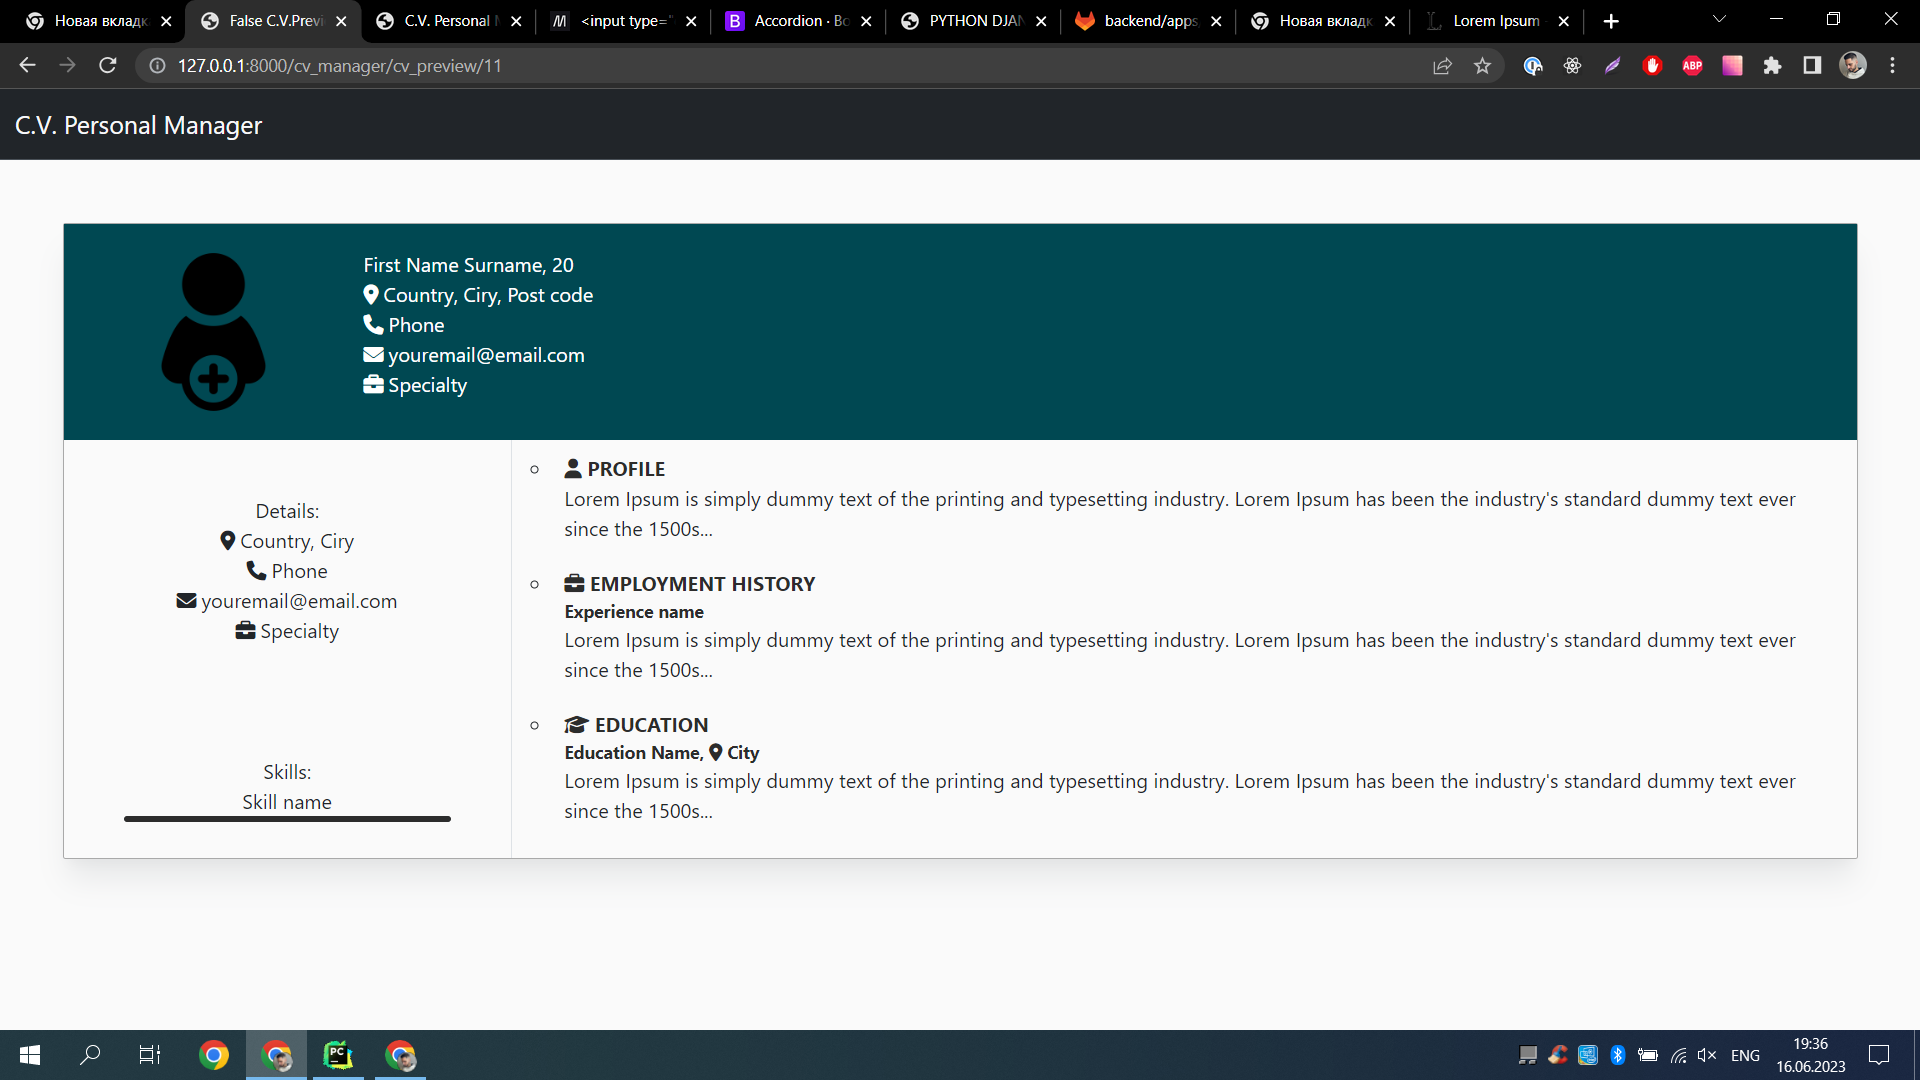 Новая вкладк
False C.V.Previ
C.V. Personal M
<input type="
Accordion · Bo
PYTHON DJAN
backend/apps
Новая вкладк
Lorem Ipsum
127.0.0.1:8000/cv_manager/cv_preview/11
ABP
C.V. Personal Manager
First Name Surname, 20
Country, Ciry, Post code
Phone
youremail@email.com
Specialty
Details:
Country, Ciry
Phone
youremail@email.com
Specialty
Skills:
Skill name
PROFILE
Lorem Ipsum is simply dummy text of the printing and typesetting industry. Lorem Ipsum has been the industry's standard dummy text ever
since the 1500s...
EMPLOYMENT HISTORY
Experience name
Lorem Ipsum is simply dummy text of the printing and typesetting industry. Lorem Ipsum has been the industry's standard dummy text ever
since the 1500s...
EDUCATION
Education Name, City
Lorem Ipsum is simply dummy text of the printing and typesetting industry. Lorem Ipsum has been the industry's standard dummy text ever
since the 1500s...
PC
ENG
19:36
16.06.2023